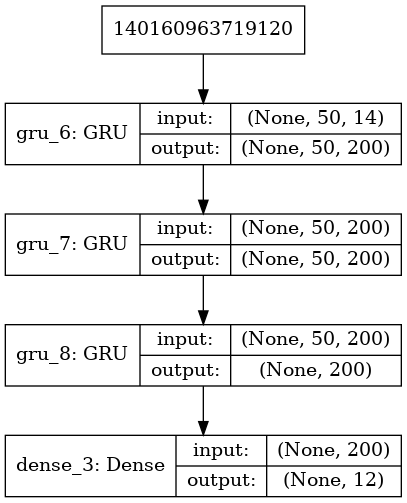 140160963719120
gru_6: GRU
input:
(None, 50, 14)
output:
(None, 50, 200)
gru_7: GRU
input:
(None, 50, 200)
output:
(None, 50, 200)
gru_8: GRU
input:
(None, 50, 200)
output:
(None, 200)
dense_3: Dense
input:
(None, 200)
output:
(None, 12)